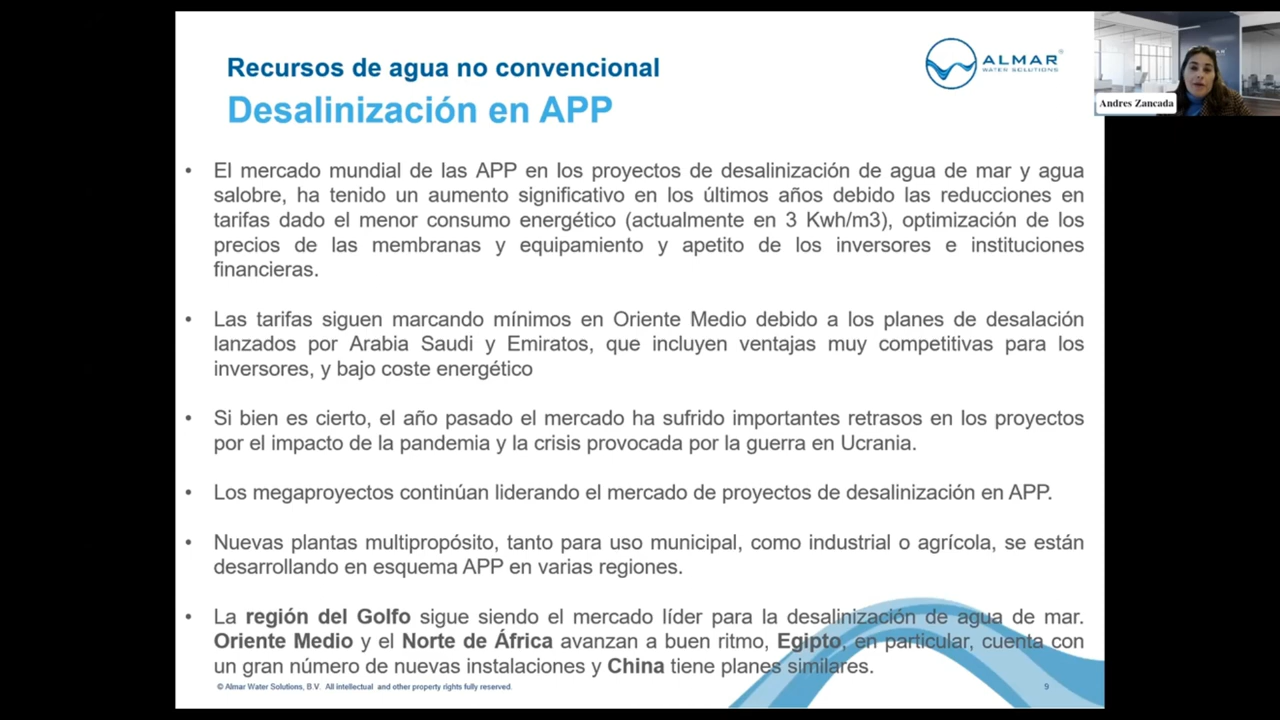 Recursos de agua no convencional
Desalinización en APP
ALMAR
WATER SOLUTIONS
Andres Zancada
• El mercado mundial de las APP en los proyectos de desalinización de agua de mar y agua
salobre, ha tenido un aumento significativo en los últimos años debido las reducciones en
tarifas dado el menor consumo energético (actualmente en 3 Kwh/m3), optimización de los
precios de las membranas y equipamiento y apetito de los inversores e instituciones
financieras.
• Las tarifas siguen marcando mínimos en Oriente Medio debido a los planes de desalación
lanzados por Arabia Saudi y Emiratos, que incluyen ventajas muy competitivas para los
inversores, y bajo coste energético
• Si bien es cierto, el año pasado el mercado ha sufrido importantes retrasos en los proyectos
por el impacto de la pandemia y la crisis provocada por la guerra en Ucrania.
• Los megaproyectos continúan liderando el mercado de proyectos de desalinización en APP.
• Nuevas plantas multipropósito, tanto para uso municipal, como industrial o agrícola, se están
desarrollando en esquema APP en varias regiones.
• La región del Golfo sigue siendo el mercado líder para la desalinización de agua de mar.
Oriente Medio y el Norte de África avanzan a buen ritmo, Egipto, en particular, cuenta con
un gran número de nuevas instalaciones y China tiene planes similares.
© Almar Water Solutions, B.V. All intellectual and other property rights fully reserved.
9